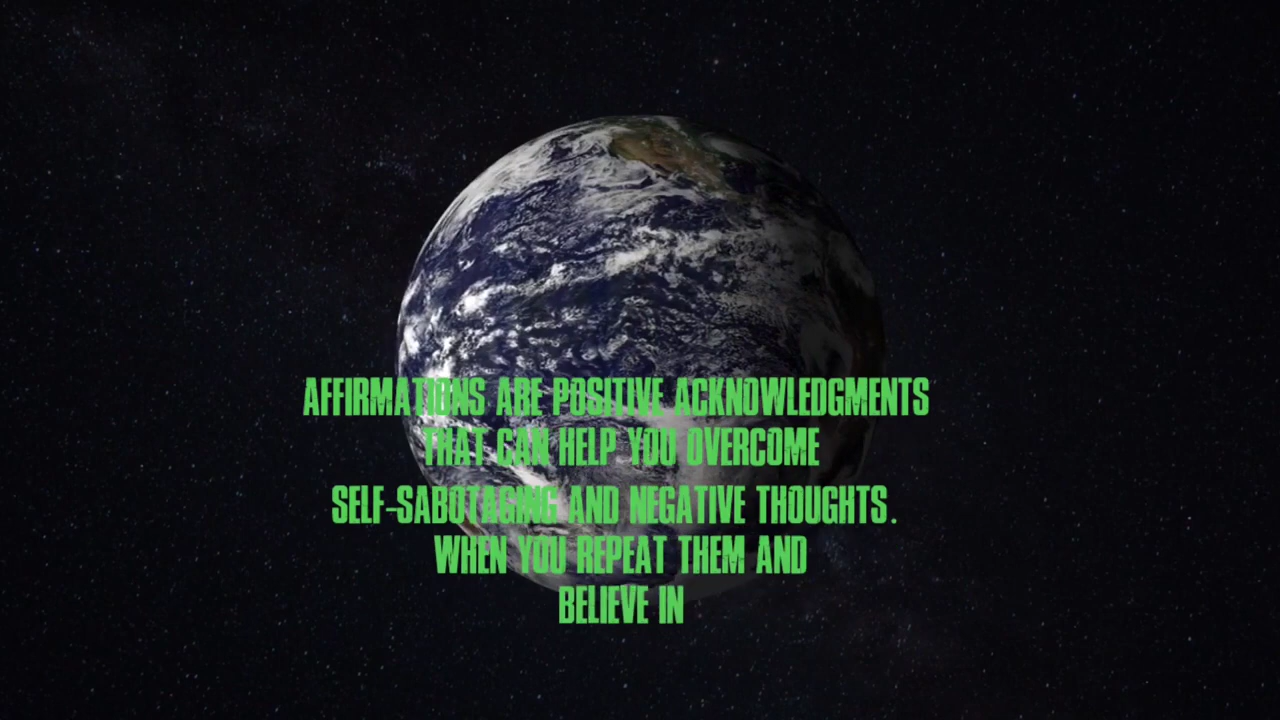 AFFIRMATIONS ARE POSITIVE ACKNOWLEDGMENTS
THAT CAN HELP YOU OVERCOME
SELF-SABOTAGING AND NEGATIVE THOUGHTS.
WHEN YOU REPEAT THEM AND
BELIEVE IN